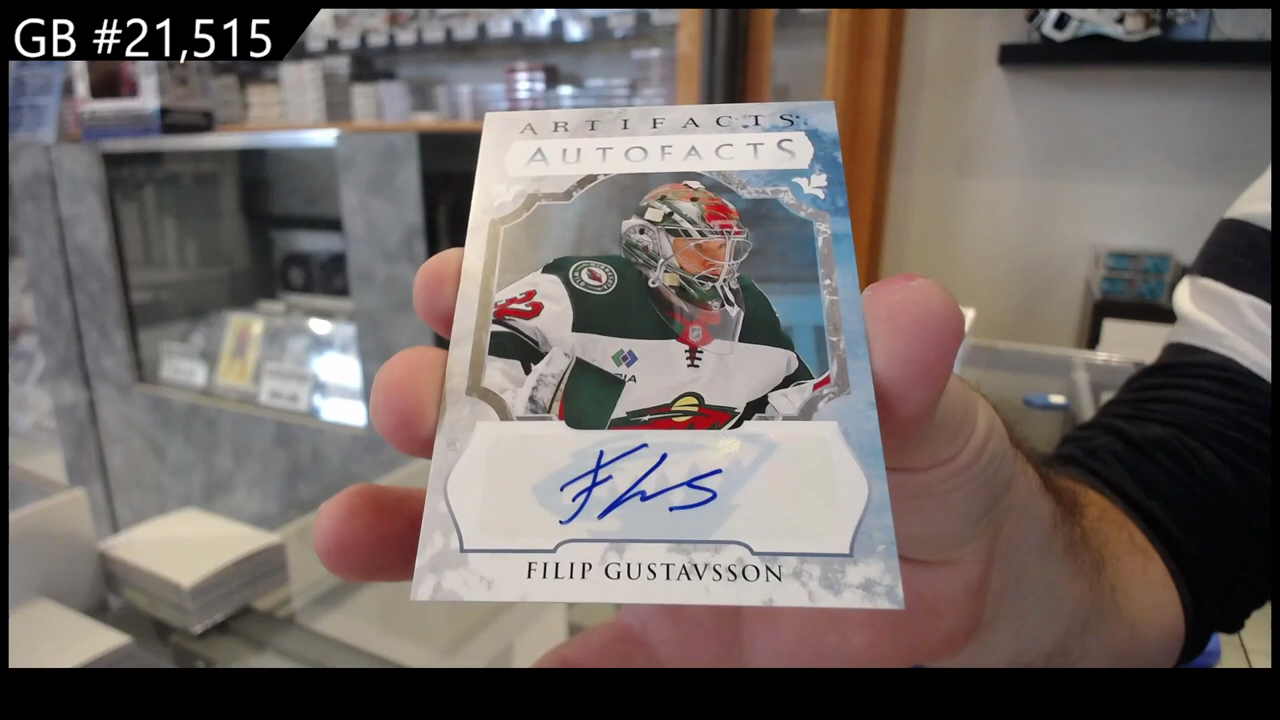 GB #21,515
ARTIFACTS
AUTOFACTS
32
FILIP GUSTAVSSON